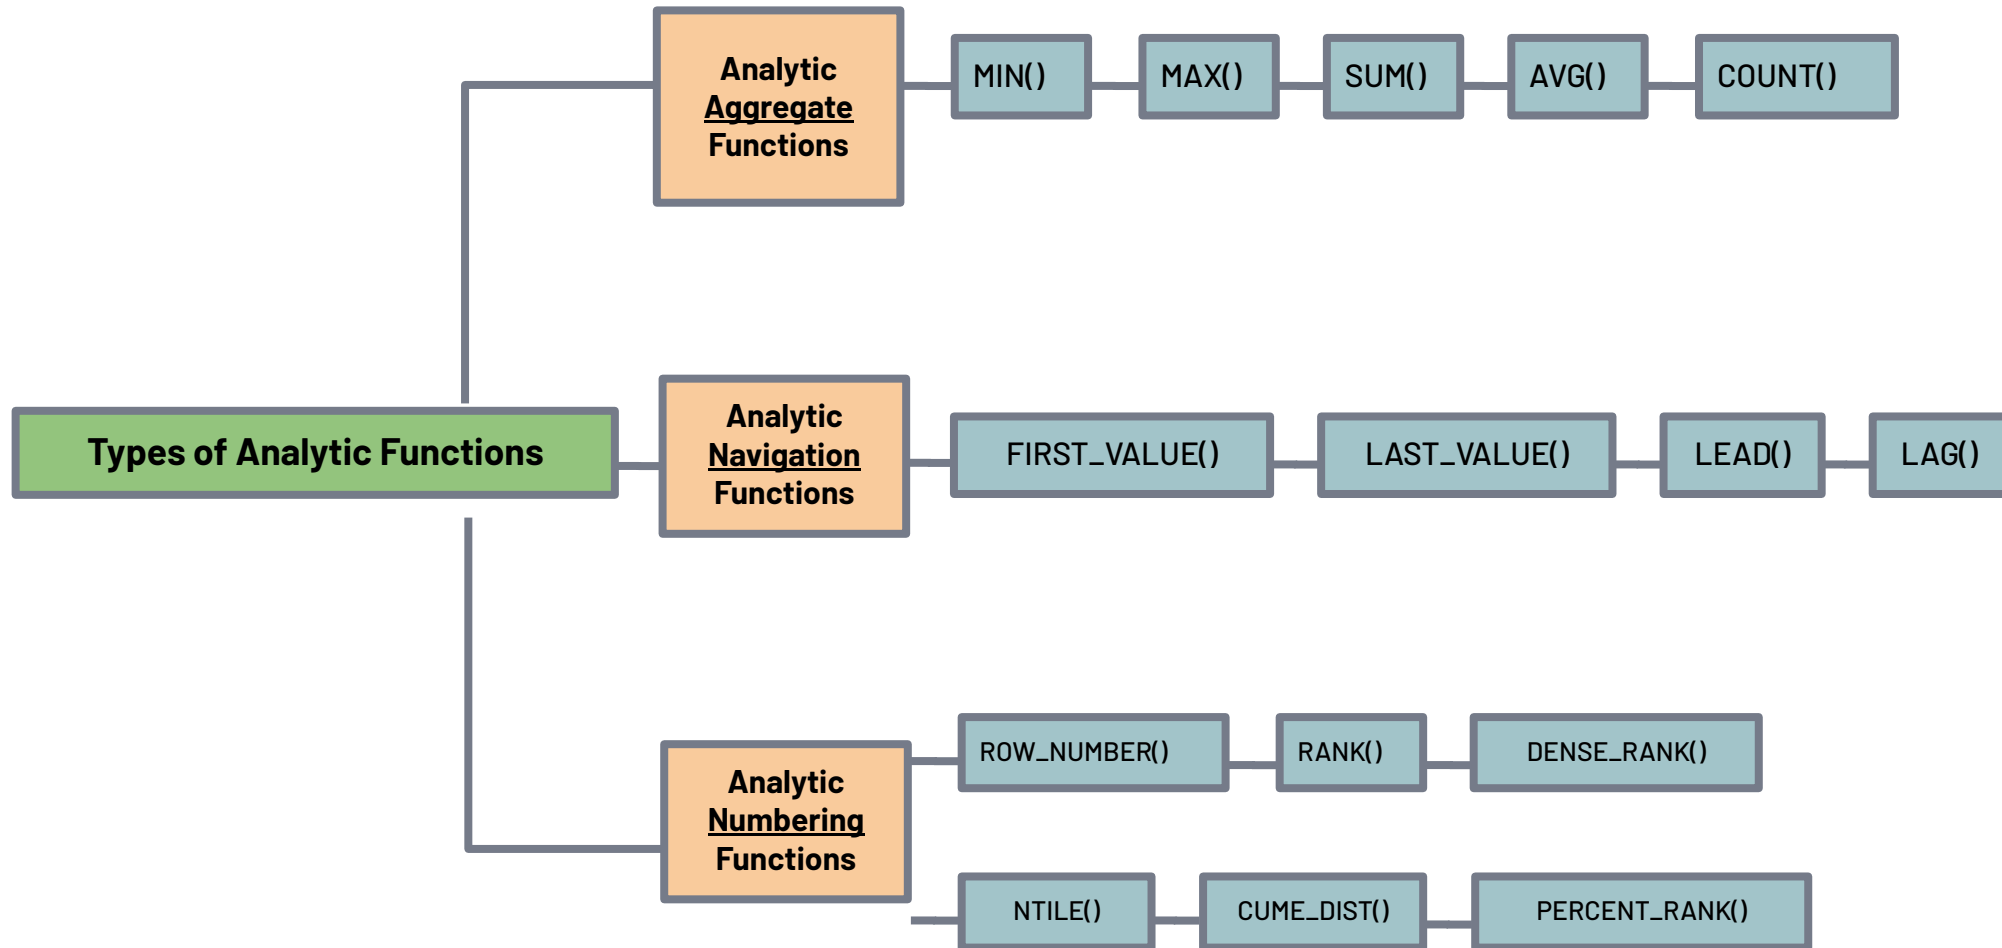 Analytic
Aggregate
Functions
MIN()
MAX()
SUM()
AVG()
COUNT()
Types of Analytic Functions
Analytic
Navigation
Functions
FIRST_VALUE()
LAST_VALUE()
LEAD()
LAG()
Analytic
Numbering
Functions
ROW_NUMBER()
RANK()
DENSE_RANK()
NTILE()
CUME_DIST()
PERCENT_RANK()